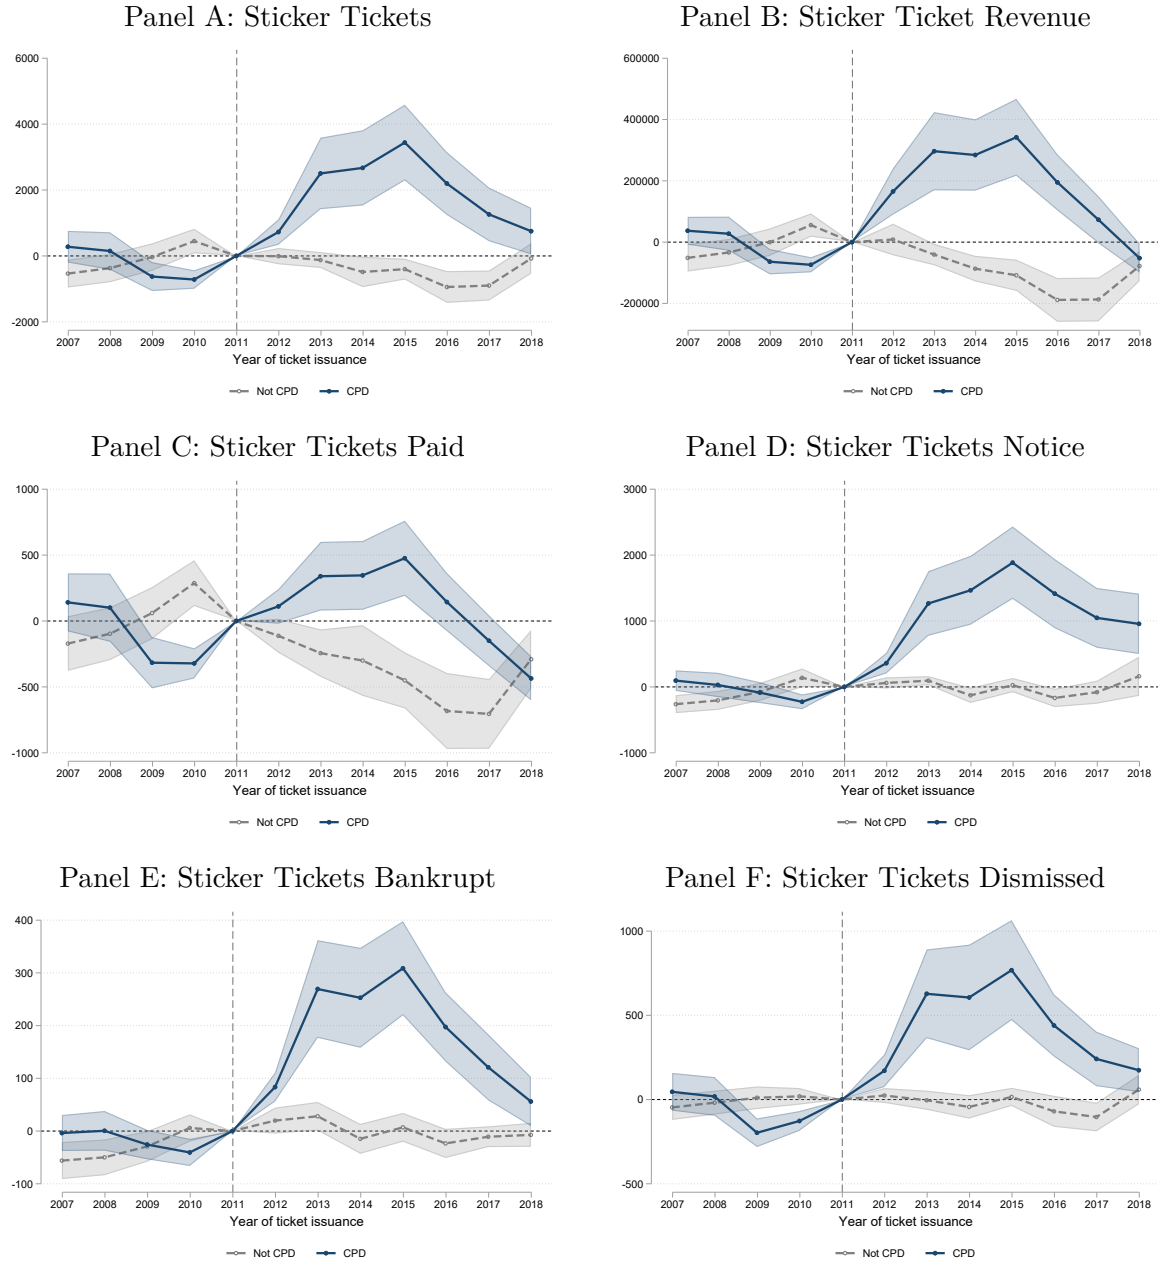 Panel A: Sticker Tickets
6000
4000
2000
0
-2000
2007 2008 2009 2010 2011 2012 2013 2014 2015 2016 2017 2018
Year of ticket issuance
Not CPD CPD
Panel B: Sticker Ticket Revenue
600000
400000
200000
0
-200000
2007 2008 2009 2010 2011 2012 2013 2014 2015 2016 2017 2018
Year of ticket issuance
Not CPD CPD
Panel C: Sticker Tickets Paid
1000
500
0
-500
-1000
2007 2008 2009 2010 2011 2012 2013 2014 2015 2016 2017 2018
Year of ticket issuance
Not CPD CPD
Panel D: Sticker Tickets Notice
3000
2000
1000
0
-1000
2007 2008 2009 2010 2011 2012 2013 2014 2015 2016 2017 2018
Year of ticket issuance
Not CPD CPD
Panel E: Sticker Tickets Bankrupt
400
300
200
100
0
-100
2007 2008 2009 2010 2011 2012 2013 2014 2015 2016 2017 2018
Year of ticket issuance
Not CPD CPD
Panel F: Sticker Tickets Dismissed
1000
500
0
-500
2007 2008 2009 2010 2011 2012 2013 2014 2015 2016 2017 2018
Year of ticket issuance
Not CPD CPD